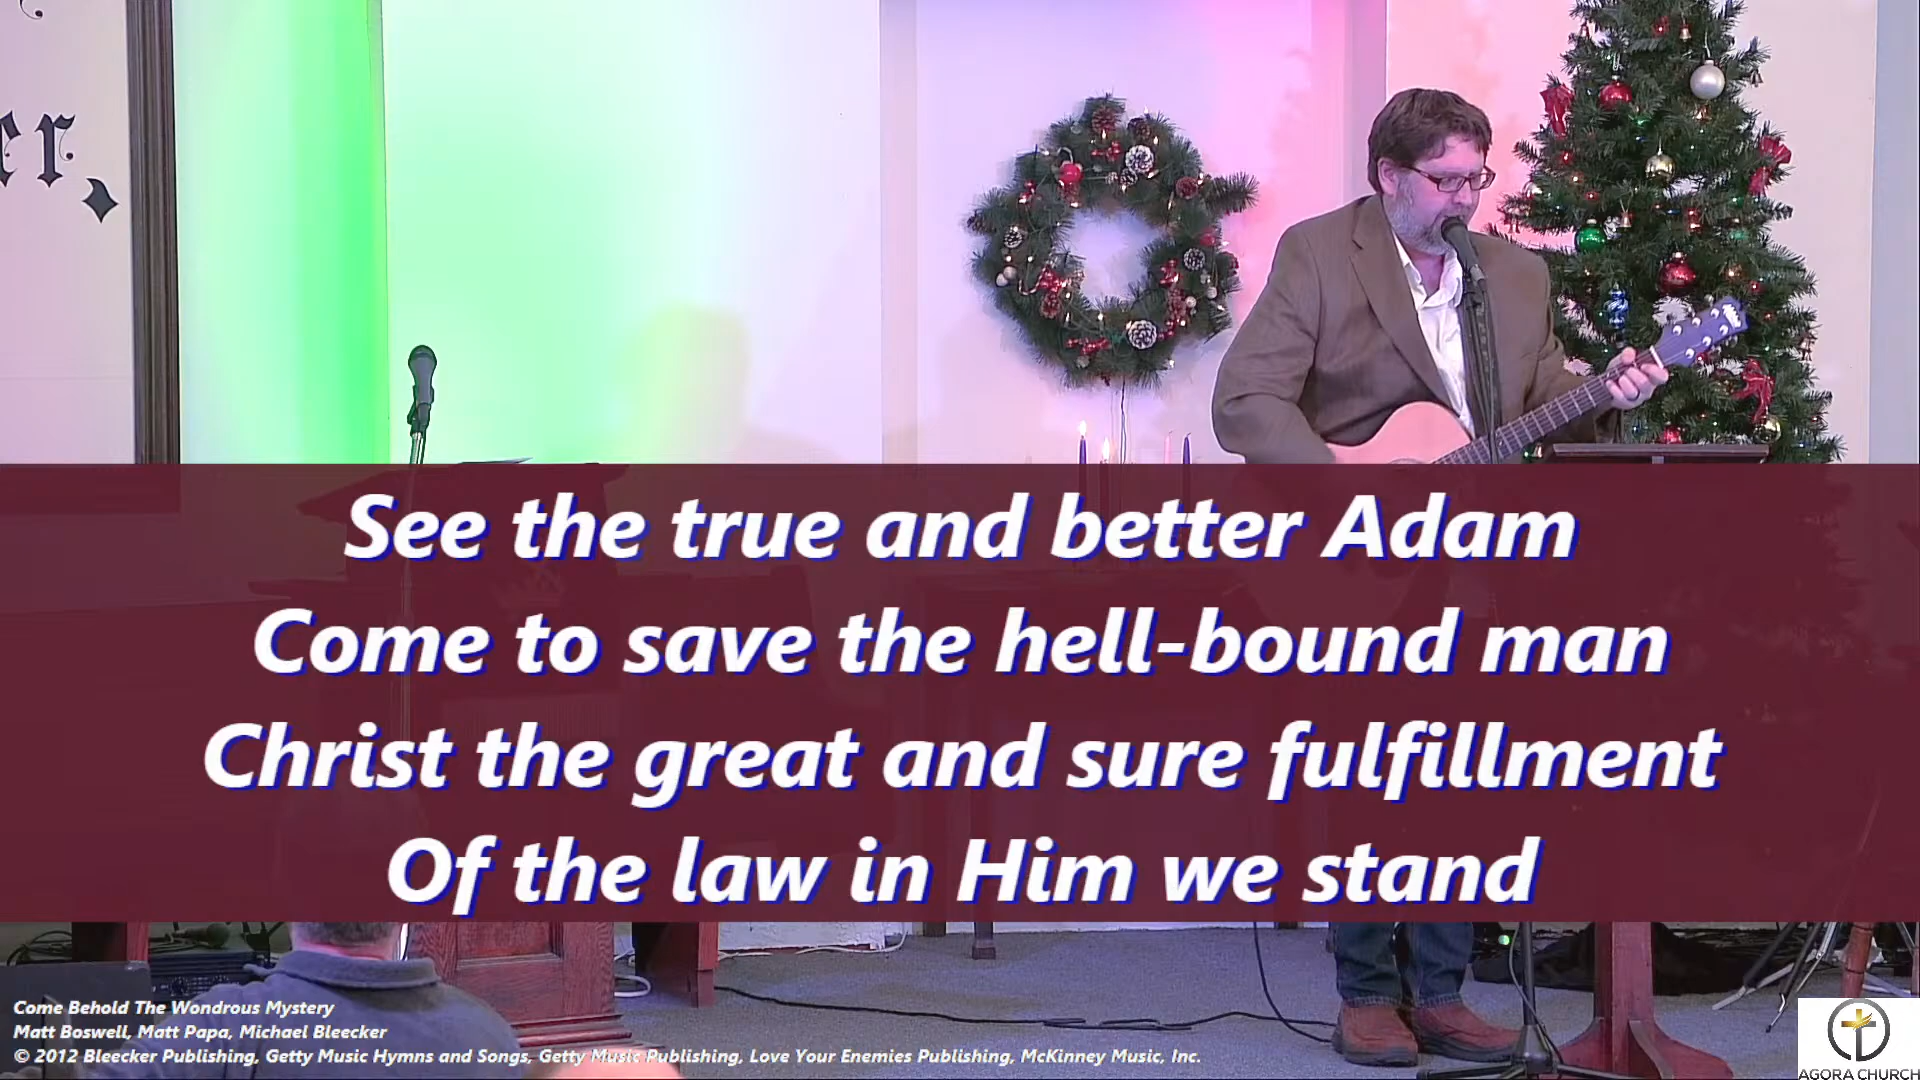 er.
See the true and better Adam
Come to save the hell-bound man
Christ the great and sure fulfillment
Of the law in Him we stand
Come Behold The Wondrous Mystery
Matt Boswell, Matt Papa, Michael Bleecker
© 2012 Bleecker Publishing, Getty Music Hymns and Songs, Getty Music Publishing, Love Your Enemies Publishing, McKinney Music, Inc.
AGORA CHURCH